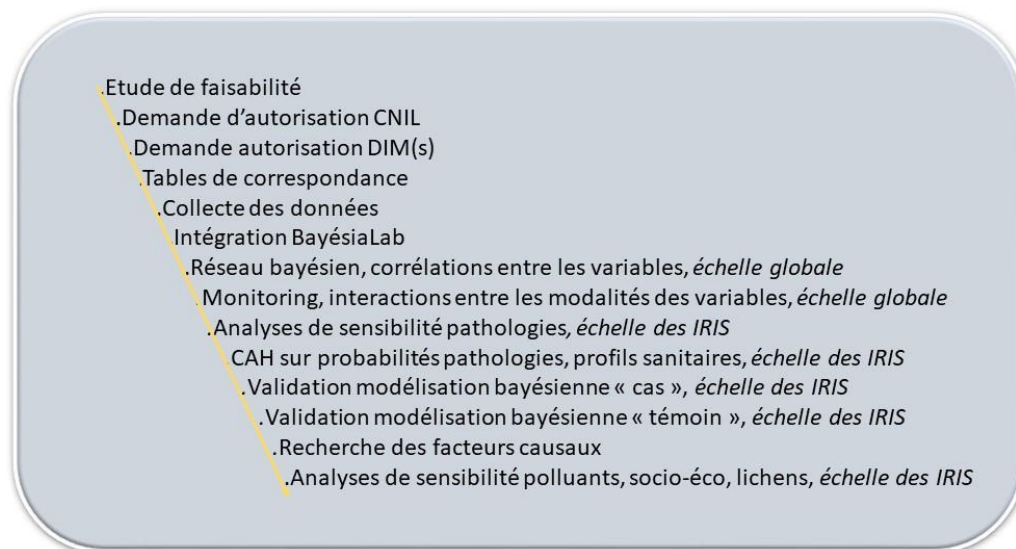 .Etude de faisabilité
.Demande d'autorisation CNIL
.Demande autorisation DIM(s)
.Tables de correspondance
.Collecte des données
.Intégration BayésiaLab
.Réseau bayésien, corrélations entre les variables, échelle globale
.Monitoring, interactions entre les modalités des variables, échelle globale
.Analyses de sensibilité pathologies, échelle des IRIS
.CAH sur probabilités pathologies, profils sanitaires, échelle des IRIS
.Validation modélisation bayésienne « cas », échelle des IRIS
.Validation modélisation bayésienne « témoin », échelle des IRIS
.Recherche des facteurs causaux
.Analyses de sensibilité polluants, socio-éco, lichens, échelle des IRIS